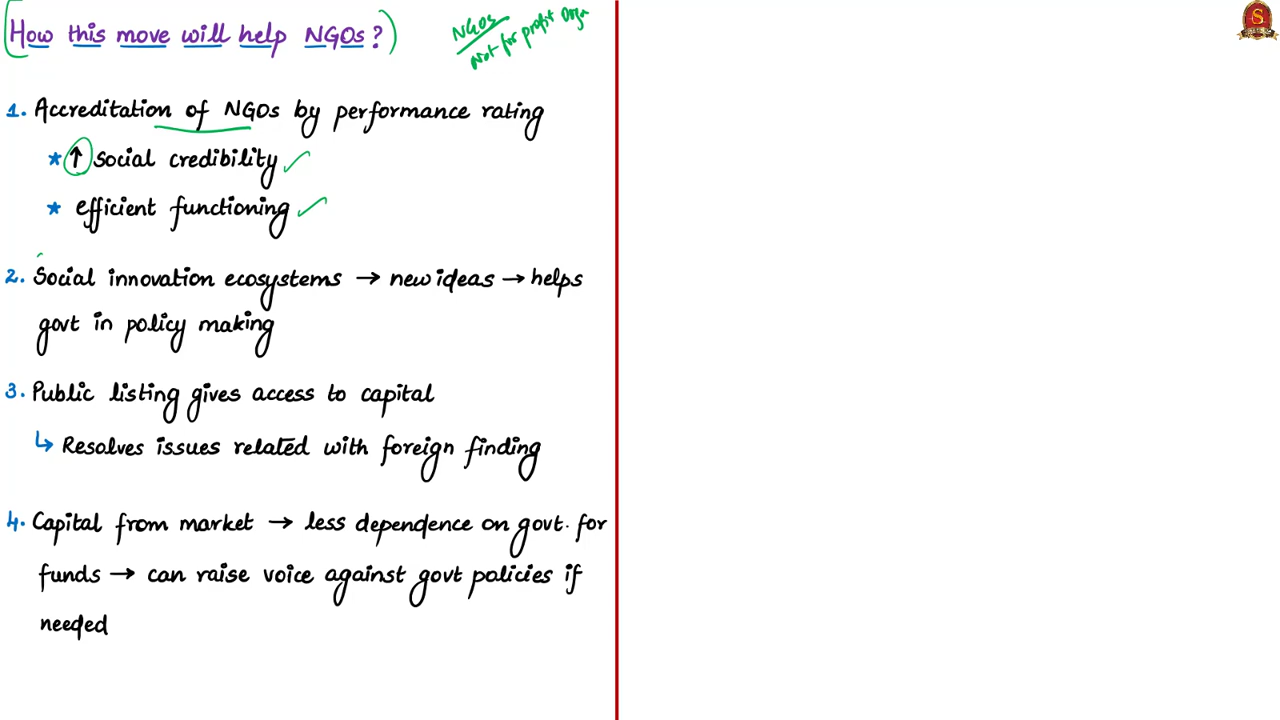 How this move will help NGOs?
NGOs
Not for profit Orgn
1. Accreditation of NGOs by performance rating
* ↑ Social credibility ✓
* efficient functioning ✓
2. Social innovation ecosystems → new ideas → helps
govt in policy making
3. Public listing gives access to capital
↳ Resolves issues related with foreign finding
4. Capital from market → less dependence on govt. for
funds → can raise voice against govt policies if
needed